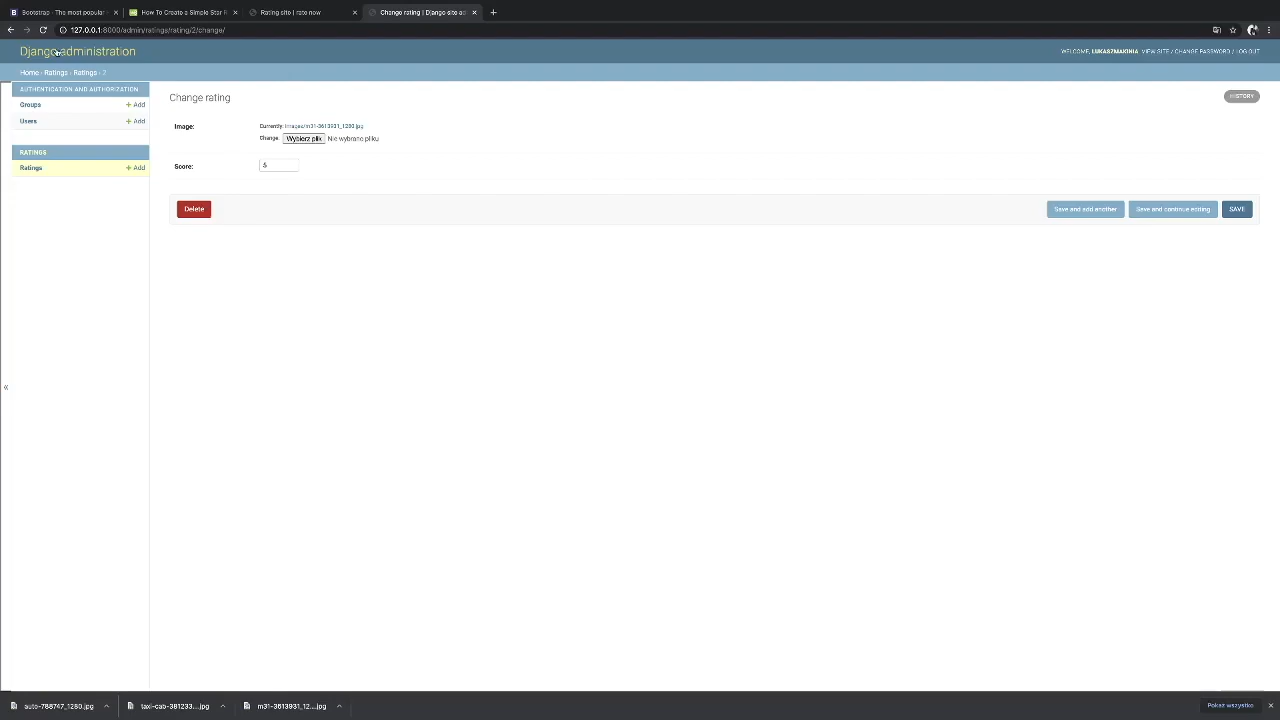 Bootstrap · The most popular
How To Create a Simple Star R
Rating site | rate now
Change rating | Django site ad
127.0.0.1:8000/admin/ratings/rating/2/change/
Django administration
WELCOME, LUKASZMAKINIA. VIEW SITE / CHANGE PASSWORD / LOG OUT
Home › Ratings › Ratings › 2
AUTHENTICATION AND AUTHORIZATION
Groups + Add
Users + Add
RATINGS
Ratings + Add
«
Change rating
HISTORY
Image: Currently: images/m31-3613931_1280.jpg
Change: Wybierz plik Nie wybrano pliku
Score: 5
Delete
Save and add another
Save and continue editing
SAVE
auto-788747_1280.jpg
taxi-cab-381233....jpg
m31-3613931_12....jpg
Pokaż wszystko